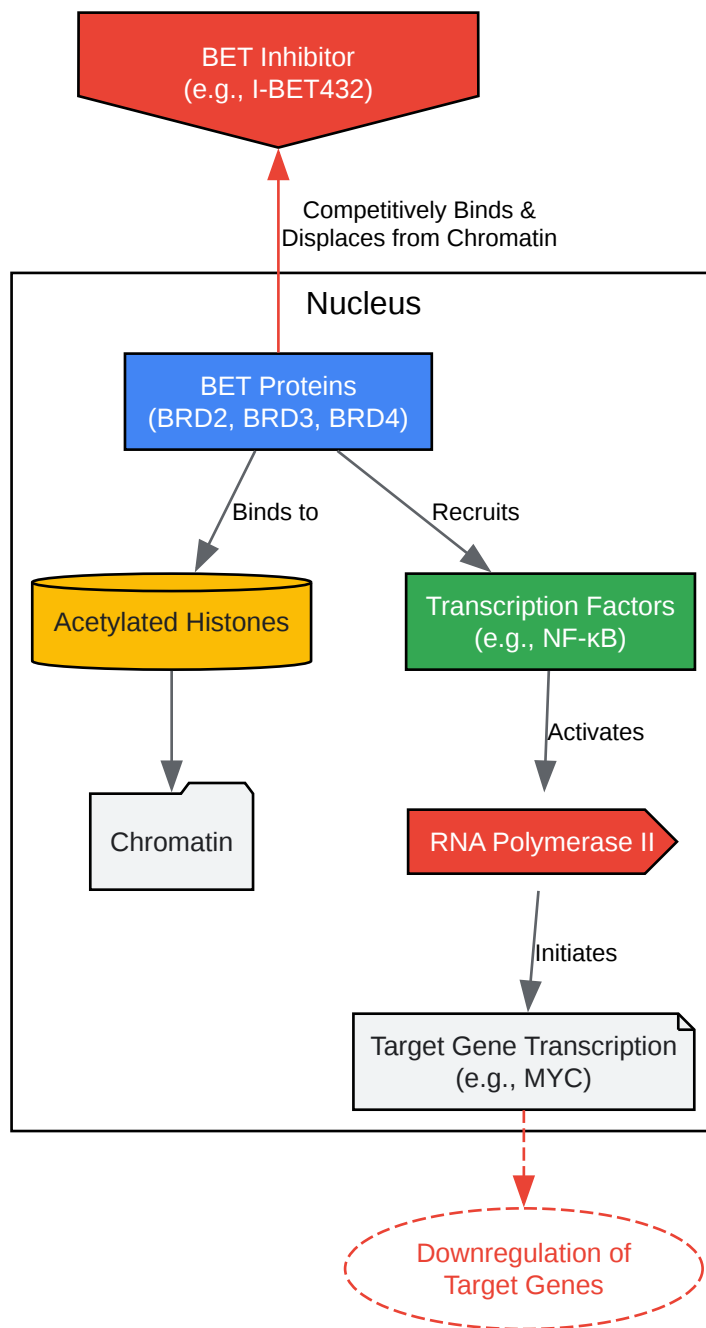 BET Inhibitor
(e.g., I-BET432)
Competitively Binds &
Displaces from Chromatin
Nucleus
BET Proteins
(BRD2, BRD3, BRD4)
Binds to
Recruits
Acetylated Histones
Transcription Factors
(e.g., NF-κB)
Activates
Chromatin
RNA Polymerase II
Initiates
Target Gene Transcription
(e.g., MYC)
Downregulation of
Target Genes